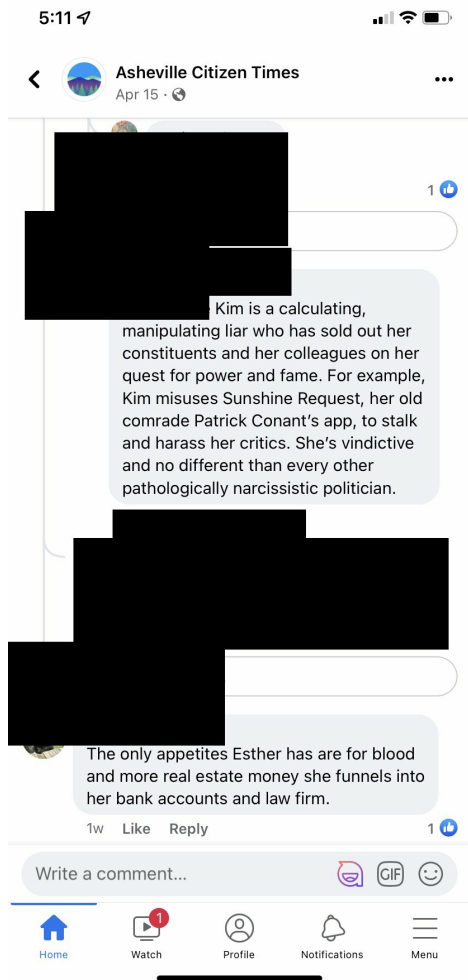 5:11
Asheville Citizen Times
Apr 15 ·
1
Kim is a calculating,
manipulating liar who has sold out her
constituents and her colleagues on her
quest for power and fame. For example,
Kim misuses Sunshine Request, her old
comrade Patrick Conant’s app, to stalk
and harass her critics. She’s vindictive
and no different than every other
pathologically narcissistic politician.
The only appetites Esther has are for blood
and more real estate money she funnels into
her bank accounts and law firm.
1w Like Reply 1
Write a comment... GIF
1
Home Watch Profile Notifications Menu